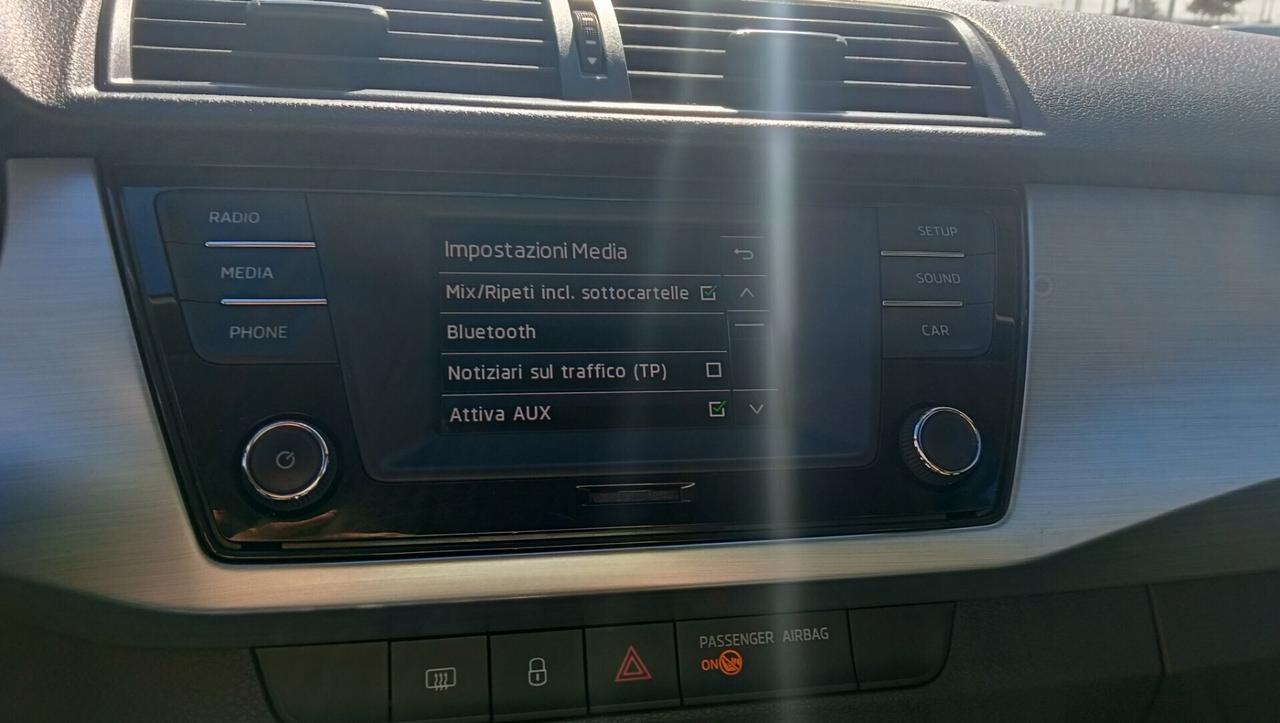 RADIO
MEDIA
PHONE
Impostazioni Media
Mix/Ripeti incl. sottocartelle
Bluetooth
Notiziari sul traffico (TP)
Attiva AUX
SETUP
SOUND
CAR
PASSENGER AIRBAG
ON